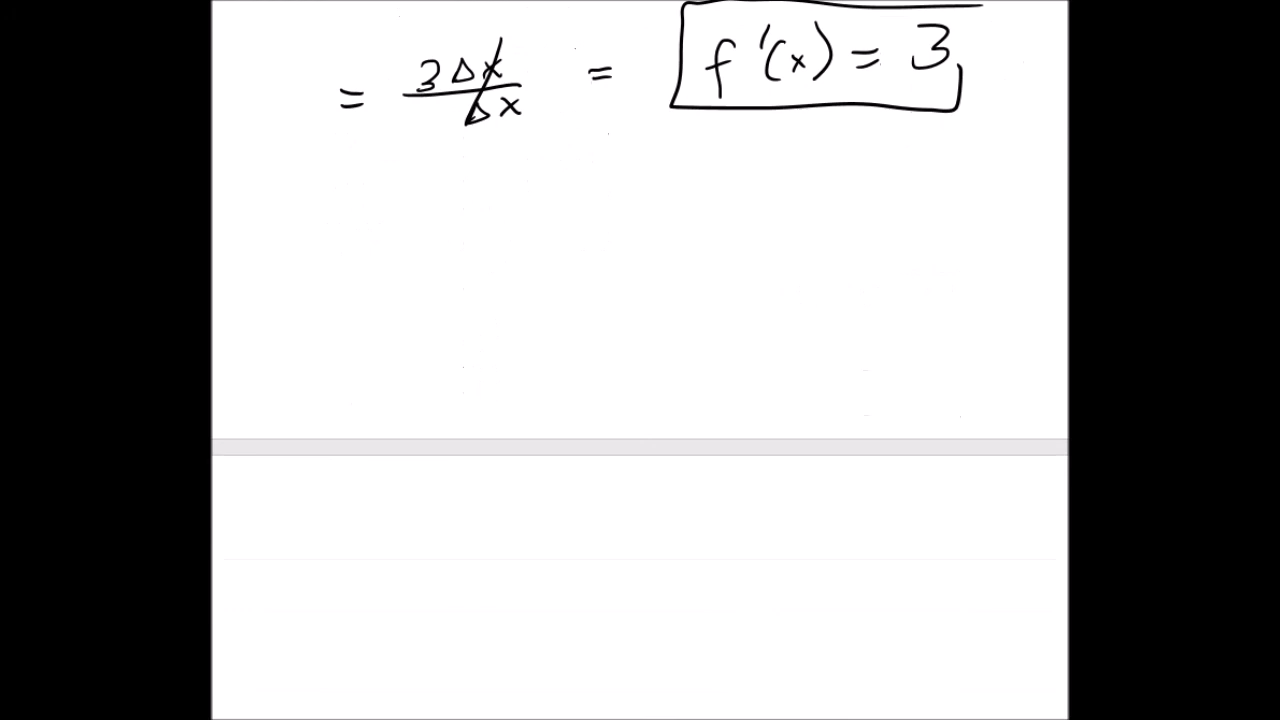 = 3Δx/Δx = f'(x) = 3